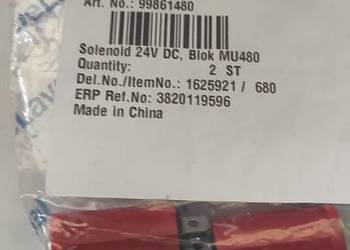 Art. No.: 99861480
Solenoid 24V DC, Blok MU480
Quantity: 2 ST
Del.No./ItemNo.: 1625921 / 680
ERP Ref.No: 3820119596
Made in China